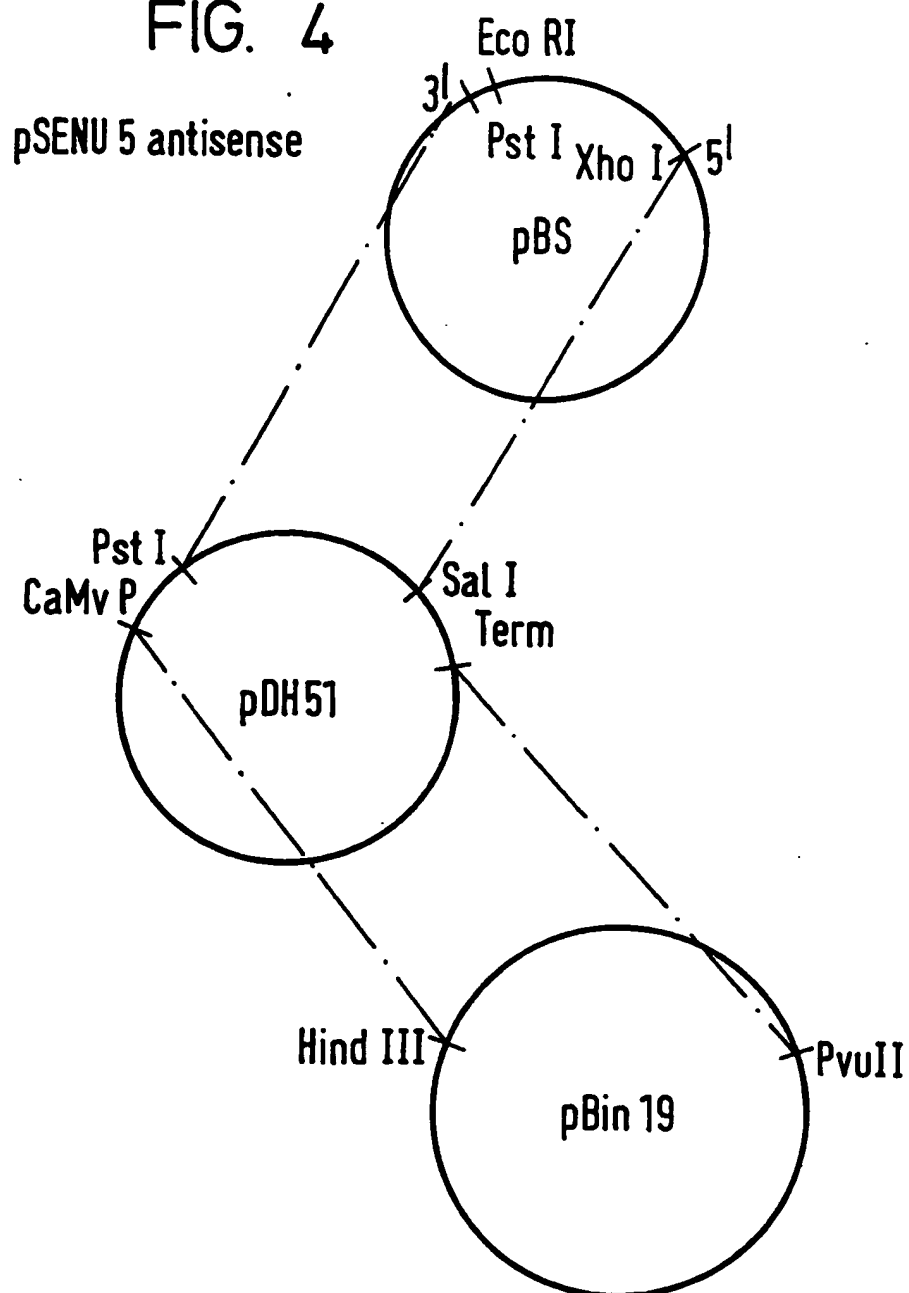 FIG. 4
pSENU 5 antisense
Eco RI
3'
Pst I
Xho I
5'
pBS
Pst I
CaMv P
Sal I
Term
pDH51
Hind III
PvuII
pBin 19